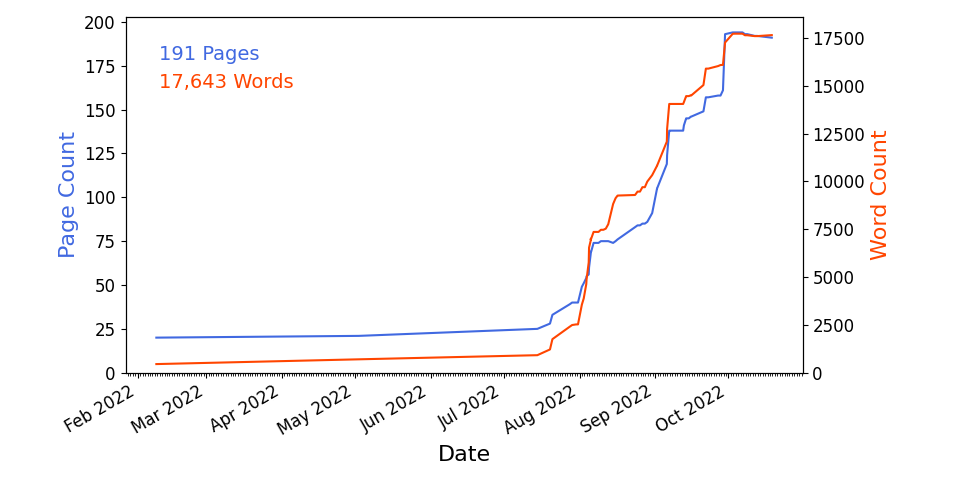 191 Pages
17,643 Words
Page Count
200
175
150
125
100
75
50
25
0
17500
15000
12500
10000
7500
5000
2500
0
Word Count
Feb 2022
Mar 2022
Apr 2022
May 2022
Jun 2022
Jul 2022
Aug 2022
Sep 2022
Oct 2022
Date